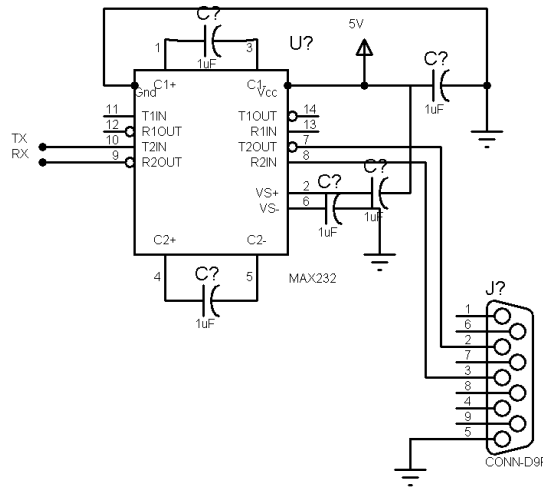 C?
1uF
1
3
U?
5V
C?
1uF
C1+
C1-
Gnd
Vcc
11
T1IN
T1OUT
14
12
R1OUT
R1IN
13
TX
10
T2IN
T2OUT
7
RX
9
R2OUT
R2IN
8
VS+
2
C?
C?
VS-
6
1uF
1uF
C2+
C2-
4
C?
5
1uF
MAX232
J?
1
6
2
7
3
8
4
9
5
CONN-D9F